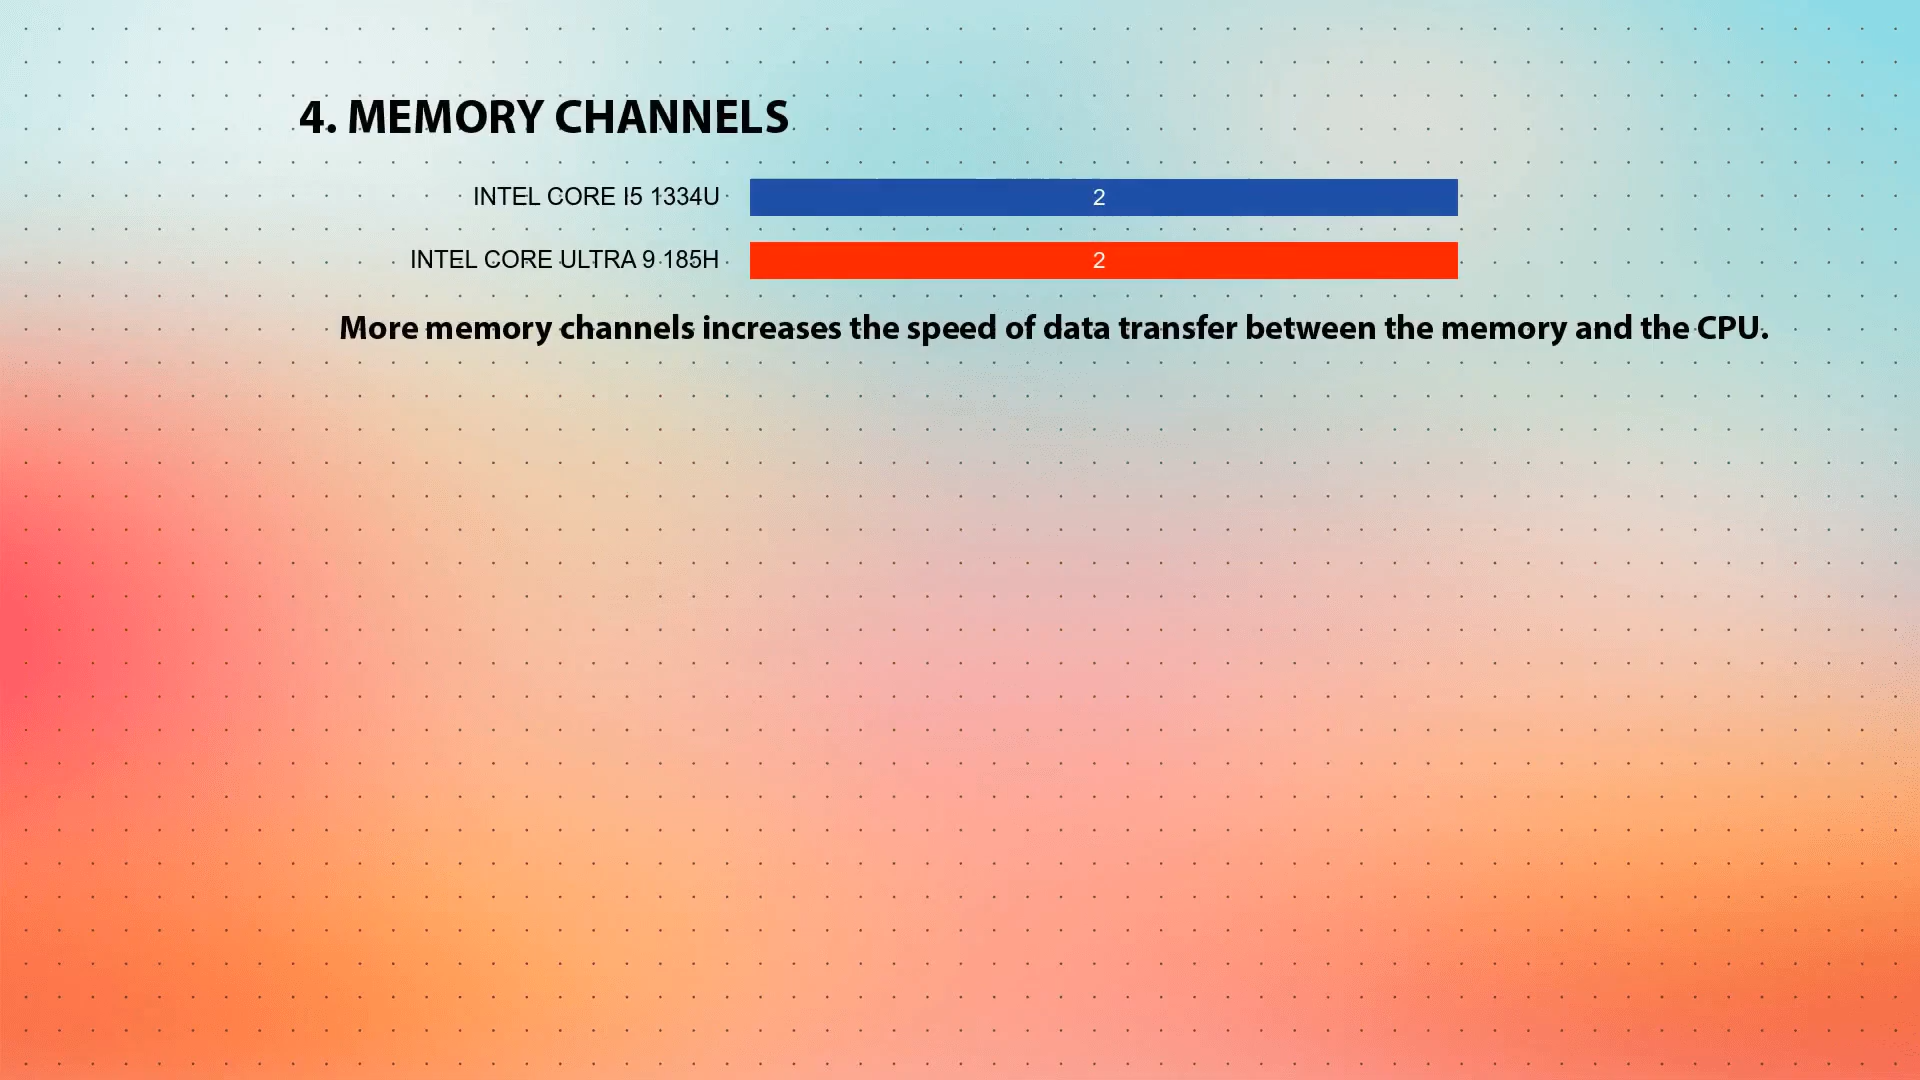 4. MEMORY CHANNELS
INTEL CORE I5 1334U 2
INTEL CORE ULTRA 9 185H 2
More memory channels increases the speed of data transfer between the memory and the CPU.